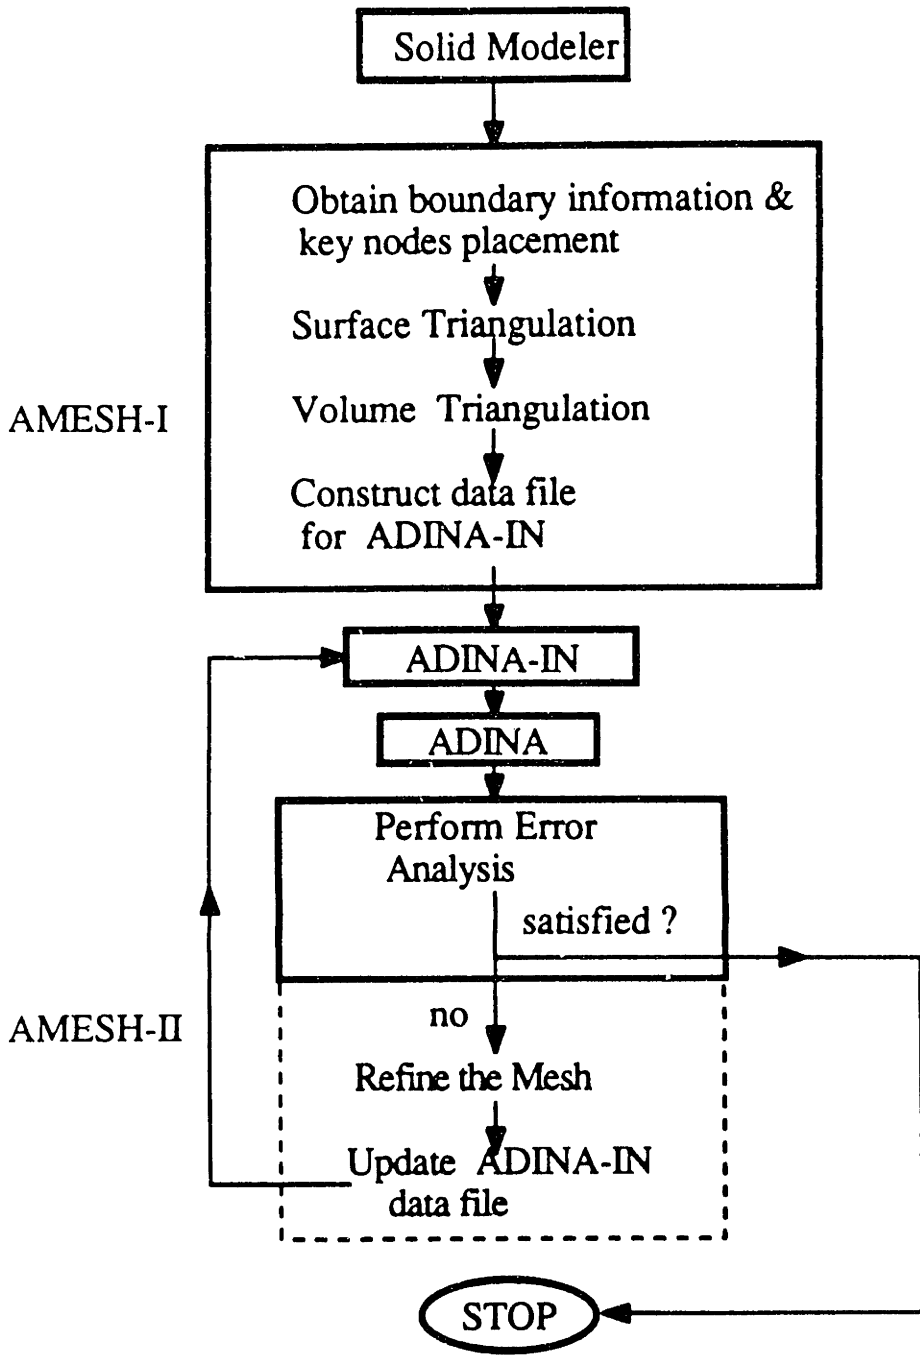 Solid Modeler
Obtain boundary information &
key nodes placement
Surface Triangulation
AMESH-I
Volume Triangulation
Construct data file
for ADINA-IN
ADINA-IN
ADINA
Perform Error
Analysis
satisfied ?
AMESH-II
no
Refine the Mesh
Update ADINA-IN
data file
STOP